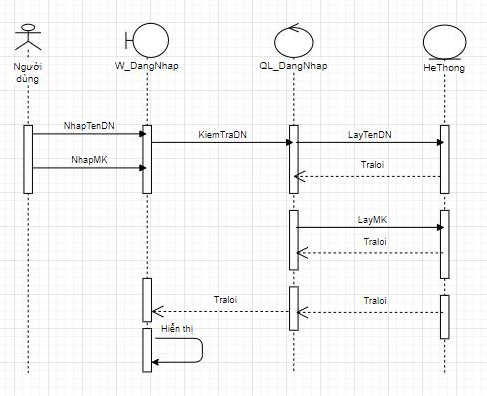 Người
dùng
W_DangNhap
QL_DangNhap
HeThong
NhapTenDN
KiemTraDN
LayTenDN
NhapMK
Traloi
LayMK
Traloi
Traloi
Traloi
Hiển thị